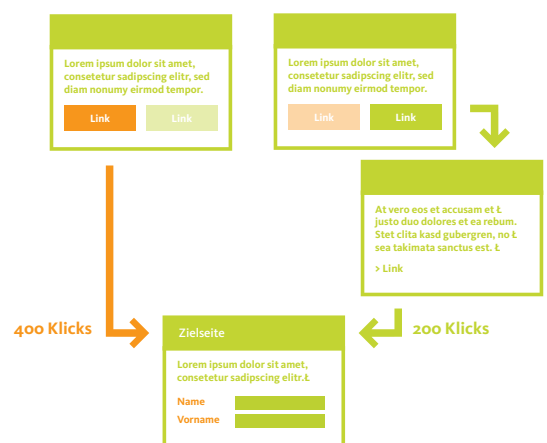 Lorem ipsum dolor sit amet,
consetetur sadipscing elitr, sed
diam nonumy eirmod tempor.
Link
Link
Lorem ipsum dolor sit amet,
consetetur sadipscing elitr, sed
diam nonumy eirmod tempor.
Link
Link
At vero eos et accusam et Ł
justo duo dolores et ea rebum.
Stet clita kasd gubergren, no Ł
sea takimata sanctus est. Ł
> Link
400 Klicks
200 Klicks
Zielseite
Lorem ipsum dolor sit amet,
consetetur sadipscing elitr.Ł
Name
Vorname